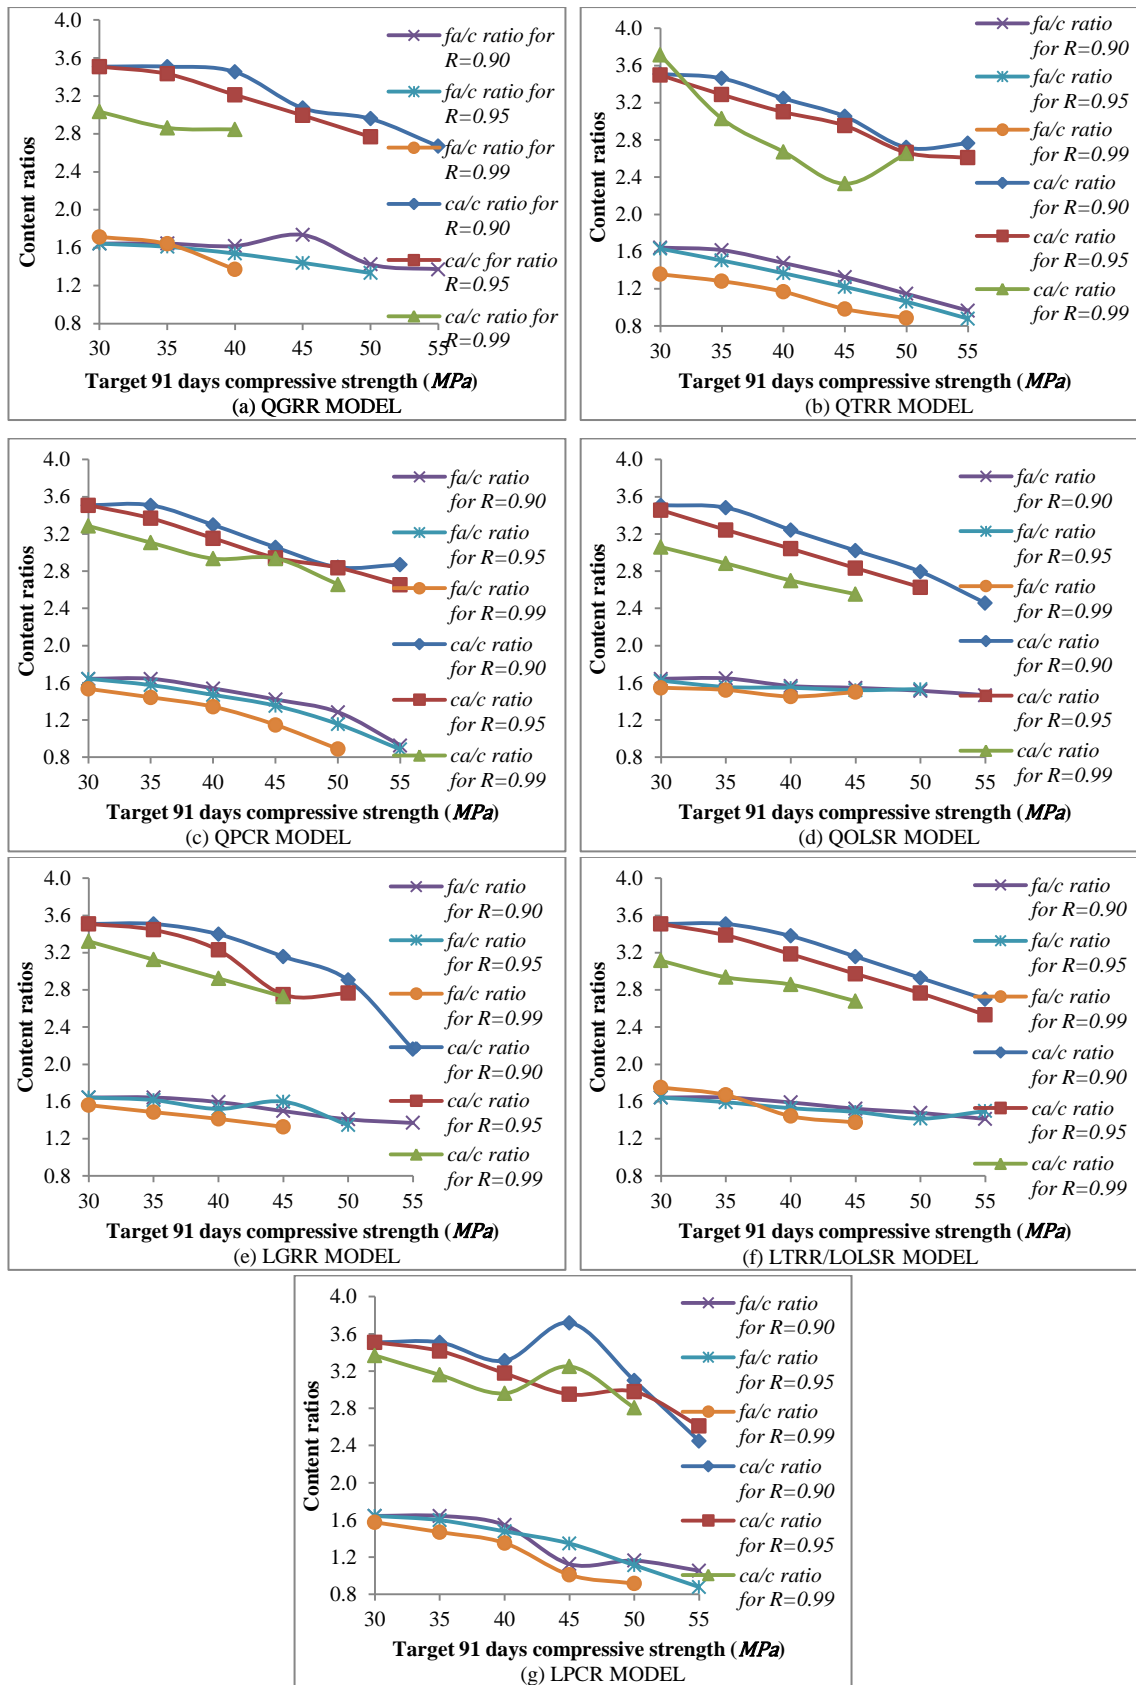 4.0
3.6
3.2
2.8
2.4
2.0
1.6
1.2
0.8
Content ratios
30 35 40 45 50 55
Target 91 days compressive strength (MPa)
fa/c ratio for
R=0.90
fa/c ratio for
R=0.95
fa/c ratio for
R=0.99
ca/c ratio for
R=0.90
ca/c for ratio
R=0.95
ca/c ratio for
R=0.99
(a) QGRR MODEL
4.0
3.6
3.2
2.8
2.4
2.0
1.6
1.2
0.8
Content ratios
30 35 40 45 50 55
Target 91 days compressive strength (MPa)
fa/c ratio
for R=0.90
fa/c ratio
for R=0.95
fa/c ratio
for R=0.99
ca/c ratio
for R=0.90
ca/c ratio
for R=0.95
ca/c ratio
for R=0.99
(b) QTRR MODEL
4.0
3.6
3.2
2.8
2.4
2.0
1.6
1.2
0.8
Content ratios
30 35 40 45 50 55
Target 91 days compressive strength (MPa)
fa/c ratio
for R=0.90
fa/c ratio
for R=0.95
fa/c ratio
for R=0.99
ca/c ratio
for R=0.90
ca/c ratio
for R=0.95
ca/c ratio
for R=0.99
(c) QPCR MODEL
4.0
3.6
3.2
2.8
2.4
2.0
1.6
1.2
0.8
Content ratios
30 35 40 45 50 55
Target 91 days compressive strength (MPa)
fa/c ratio
for R=0.90
fa/c ratio
for R=0.95
fa/c ratio
for R=0.99
ca/c ratio
for R=0.90
ca/c ratio
for R=0.95
ca/c ratio
for R=0.99
(d) QOLSR MODEL
4.0
3.6
3.2
2.8
2.4
2.0
1.6
1.2
0.8
Content ratios
30 35 40 45 50 55
Target 91 days compressive strength (MPa)
fa/c ratio
for R=0.90
fa/c ratio
for R=0.95
fa/c ratio
for R=0.99
ca/c ratio
for R=0.90
ca/c ratio
for R=0.95
ca/c ratio
for R=0.99
(e) LGRR MODEL
4.0
3.6
3.2
2.8
2.4
2.0
1.6
1.2
0.8
Content ratios
30 35 40 45 50 55
Target 91 days compressive strength (MPa)
fa/c ratio
for R=0.90
fa/c ratio
for R=0.95
fa/c ratio
for R=0.99
ca/c ratio
for R=0.90
ca/c ratio
for R=0.95
ca/c ratio
for R=0.99
(f) LTRR/LOLSR MODEL
4.0
3.6
3.2
2.8
2.4
2.0
1.6
1.2
0.8
Content ratios
30 35 40 45 50 55
Target 91 days compressive strength (MPa)
fa/c ratio
for R=0.90
fa/c ratio
for R=0.95
fa/c ratio
for R=0.99
ca/c ratio
for R=0.90
ca/c ratio
for R=0.95
ca/c ratio
for R=0.99
(g) LPCR MODEL